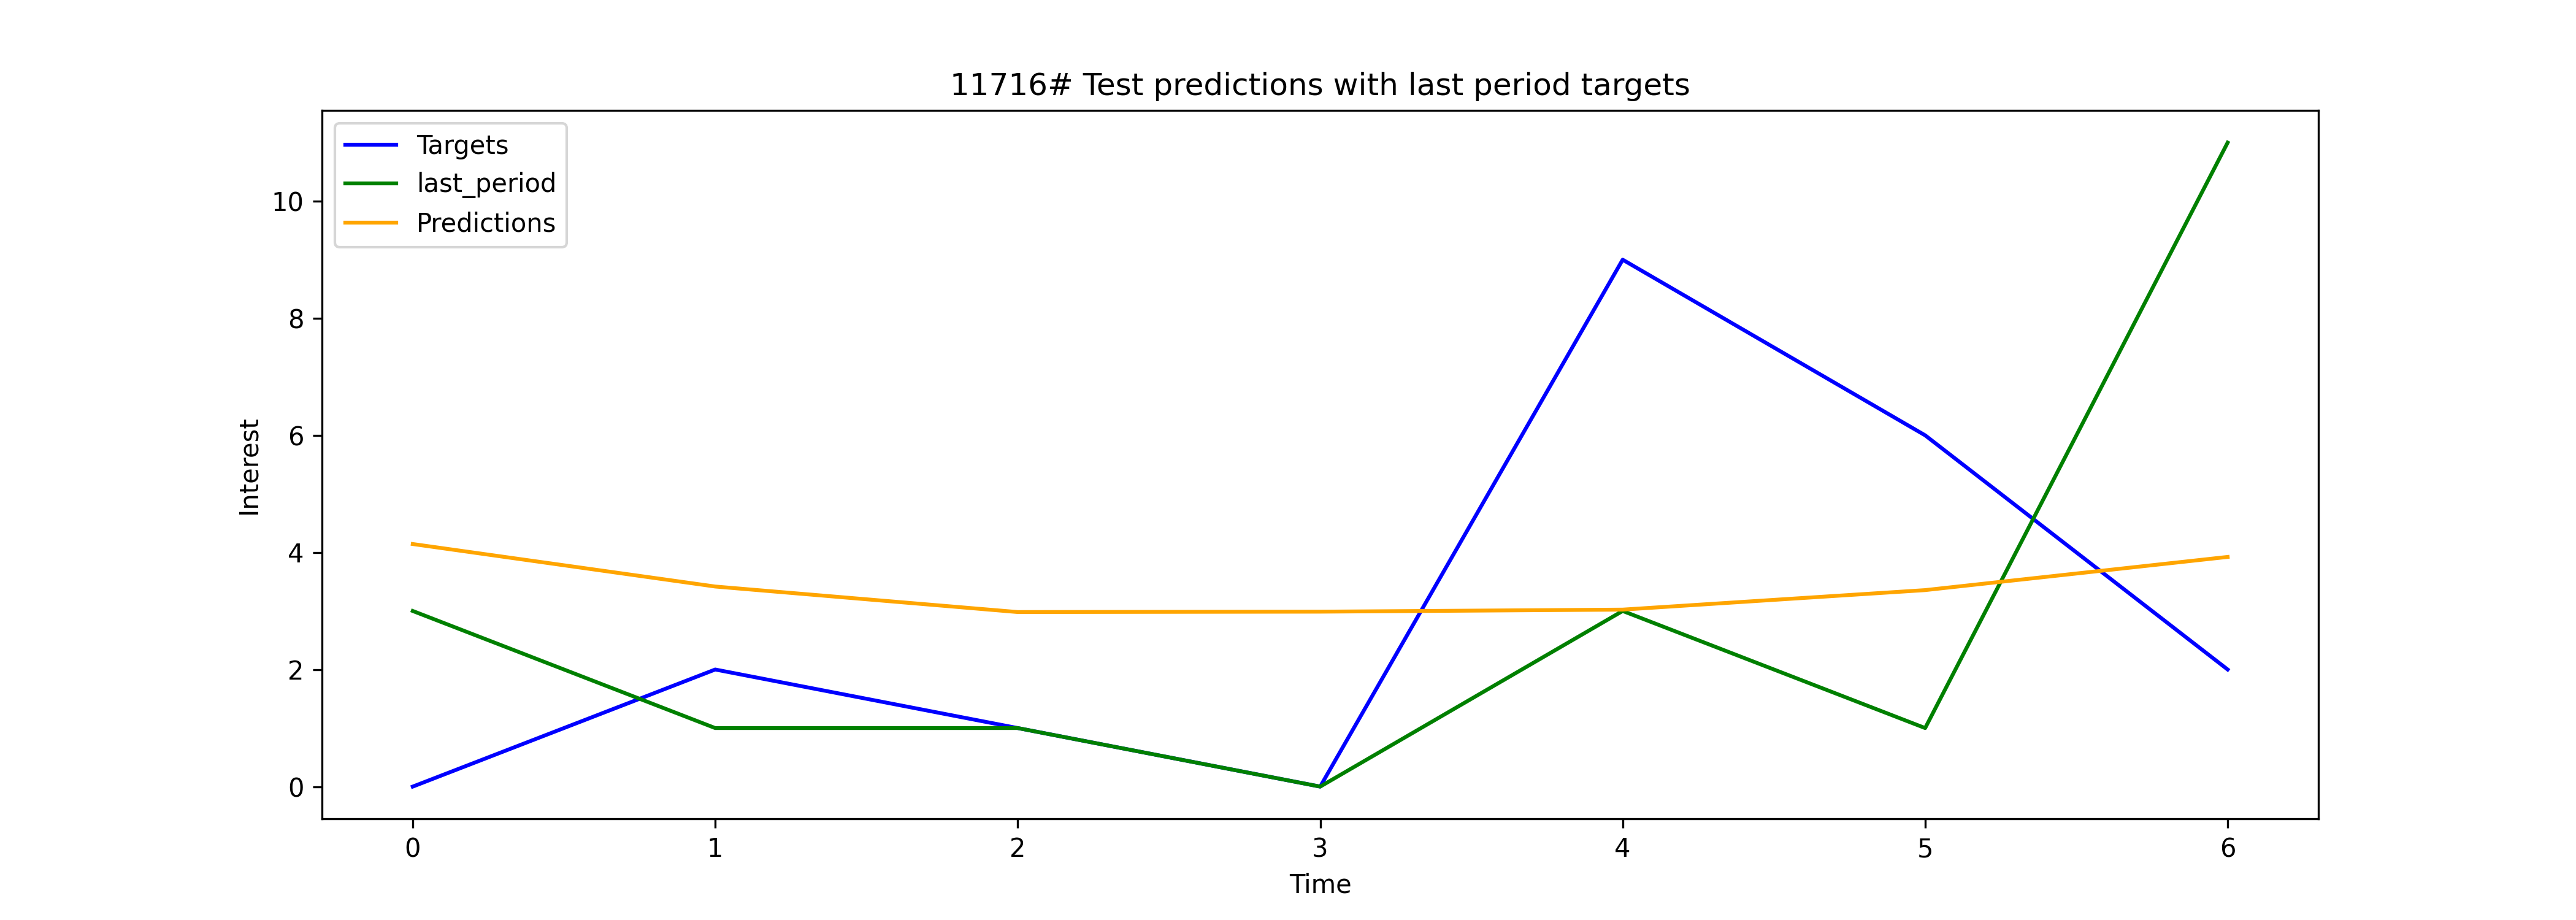 11716# Test predictions with last period targets
Targets
last_period
Predictions
10
8
6
4
2
0
Interest
0 1 2 3 4 5 6
Time